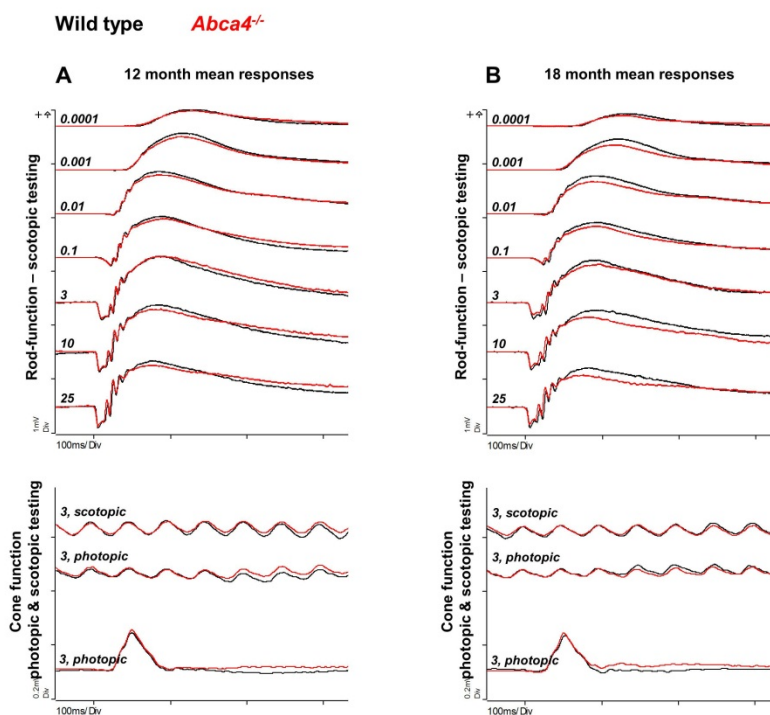 Wild type Abca4-/-
A 12 month mean responses
B 18 month mean responses
Rod-function – scotopic testing
0.0001
0.001
0.01
0.1
3
10
25
1mV
Div
100ms/Div
Rod-function – scotopic testing
0.0001
0.001
0.01
0.1
3
10
25
1mV
Div
100ms/Div
Cone function
photopic & scotopic testing
3, scotopic
3, photopic
3, photopic
0.2mV
Div
100ms/Div
Cone function
photopic & scotopic testing
3, scotopic
3, photopic
3, photopic
0.2mV
Div
100ms/Div